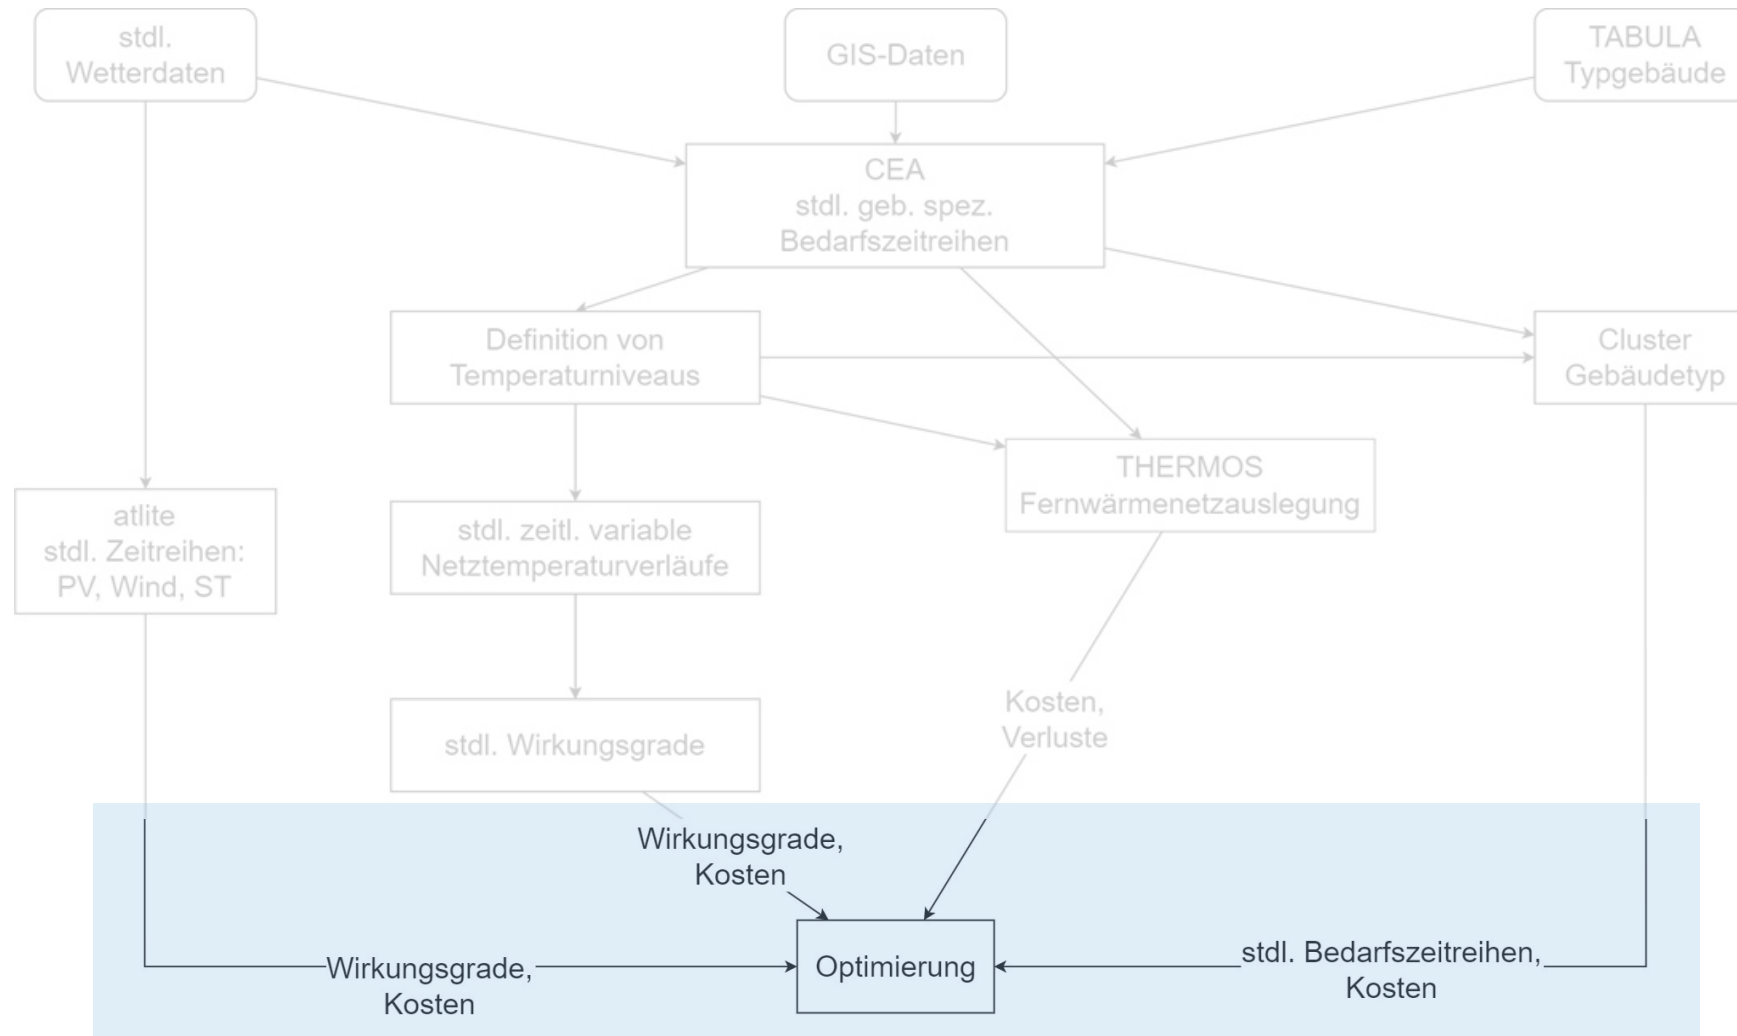 stdl.
Wetterdaten
GIS-Daten
TABULA
Typgebäude
CEA
stdl. geb. spez.
Bedarfszeitreihen
Definition von
Temperaturniveaus
Cluster
Gebäudetyp
THERMOS
Fernwärmenetzauslegung
atlite
stdl. Zeitreihen:
PV, Wind, ST
stdl. zeitl. variable
Netztemperaturverläufe
stdl. Wirkungsgrade
Kosten,
Verluste
Wirkungsgrade,
Kosten
Wirkungsgrade,
Kosten
Optimierung
stdl. Bedarfszeitreihen,
Kosten